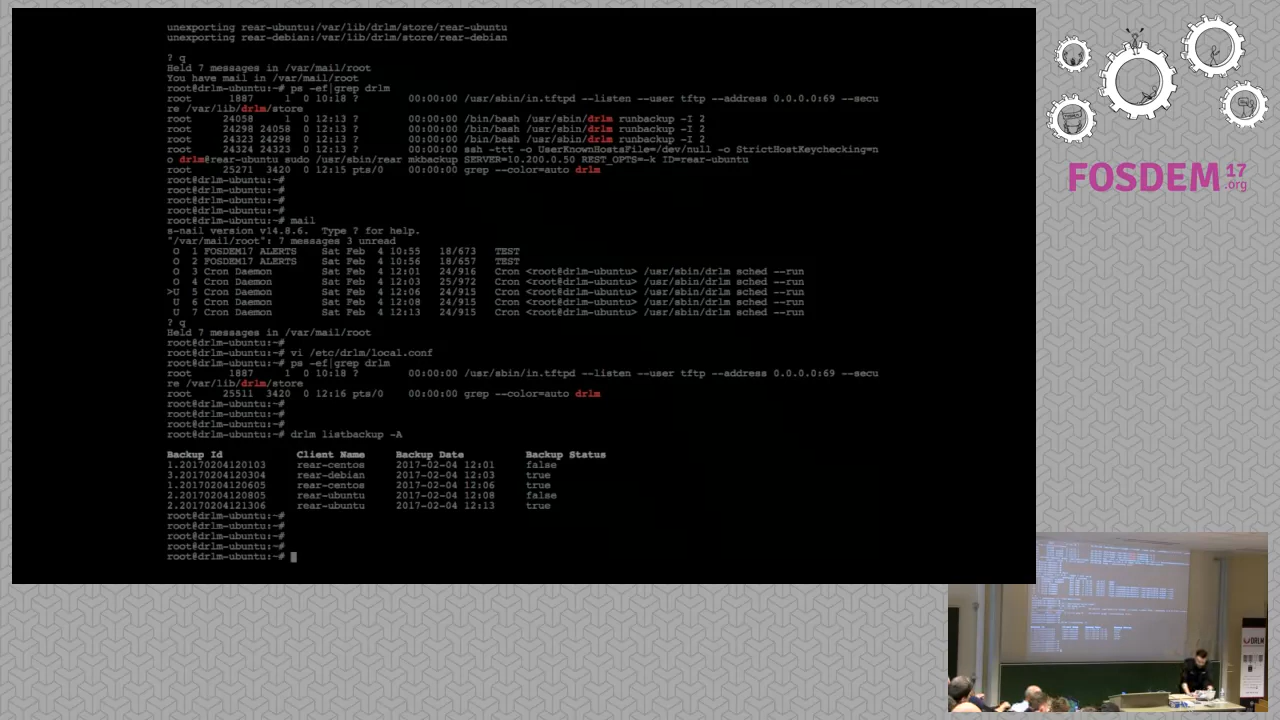 unexporting rear-ubuntu:/var/lib/drlm/store/rear-ubuntu
unexporting rear-debian:/var/lib/drlm/store/rear-debian
? q
Held 7 messages in /var/mail/root
You have mail in /var/mail/root
root@drlm-ubuntu:~# ps -ef|grep drlm
root      1887     1  0 10:18 ?        00:00:00 /usr/sbin/in.tftpd --listen --user tftp --address 0.0.0.0:69 --secu
re /var/lib/drlm/store
root     24058     1  0 12:13 ?        00:00:00 /bin/bash /usr/sbin/drlm runbackup -I 2
root     24298 24058  0 12:13 ?        00:00:00 /bin/bash /usr/sbin/drlm runbackup -I 2
root     24323 24298  0 12:13 ?        00:00:00 /bin/bash /usr/sbin/drlm runbackup -I 2
root     24324 24323  0 12:13 ?        00:00:00 ssh -ttt -o UserKnownHostsFile=/dev/null -o StrictHostKeychecking=n
o drlm@rear-ubuntu sudo /usr/sbin/rear mkbackup SERVER=10.200.0.50 REST_OPTS=-k ID=rear-ubuntu
root     25271  3420  0 12:15 pts/0    00:00:00 grep --color=auto drlm
root@drlm-ubuntu:~#
root@drlm-ubuntu:~#
root@drlm-ubuntu:~#
root@drlm-ubuntu:~#
root@drlm-ubuntu:~# mail
s-nail version v14.8.6.  Type ? for help.
"/var/mail/root": 7 messages 3 unread
 O  1 FOSDEM17 ALERTS    Sat Feb  4 10:55   18/673   TEST
 O  2 FOSDEM17 ALERTS    Sat Feb  4 10:56   18/657   TEST
 O  3 Cron Daemon        Sat Feb  4 12:01   24/916   Cron <root@drlm-ubuntu> /usr/sbin/drlm sched --run
 O  4 Cron Daemon        Sat Feb  4 12:03   25/972   Cron <root@drlm-ubuntu> /usr/sbin/drlm sched --run
>U  5 Cron Daemon        Sat Feb  4 12:06   24/915   Cron <root@drlm-ubuntu> /usr/sbin/drlm sched --run
 U  6 Cron Daemon        Sat Feb  4 12:08   24/915   Cron <root@drlm-ubuntu> /usr/sbin/drlm sched --run
 U  7 Cron Daemon        Sat Feb  4 12:13   24/915   Cron <root@drlm-ubuntu> /usr/sbin/drlm sched --run
? q
Held 7 messages in /var/mail/root
root@drlm-ubuntu:~#
root@drlm-ubuntu:~# vi /etc/drlm/local.conf
root@drlm-ubuntu:~# ps -ef|grep drlm
root      1887     1  0 10:18 ?        00:00:00 /usr/sbin/in.tftpd --listen --user tftp --address 0.0.0.0:69 --secu
re /var/lib/drlm/store
root     25511  3420  0 12:16 pts/0    00:00:00 grep --color=auto drlm
root@drlm-ubuntu:~#
root@drlm-ubuntu:~#
root@drlm-ubuntu:~#
root@drlm-ubuntu:~# drlm listbackup -A
Backup Id          Client Name     Backup Date         Backup Status
1.20170204120103   rear-centos     2017-02-04 12:01    false
3.20170204120304   rear-debian     2017-02-04 12:03    true
1.20170204120605   rear-centos     2017-02-04 12:06    true
2.20170204120805   rear-ubuntu     2017-02-04 12:08    false
2.20170204121306   rear-ubuntu     2017-02-04 12:13    true
root@drlm-ubuntu:~#
root@drlm-ubuntu:~#
root@drlm-ubuntu:~#
root@drlm-ubuntu:~#
root@drlm-ubuntu:~#
FOSDEM 17
.org
DRLM